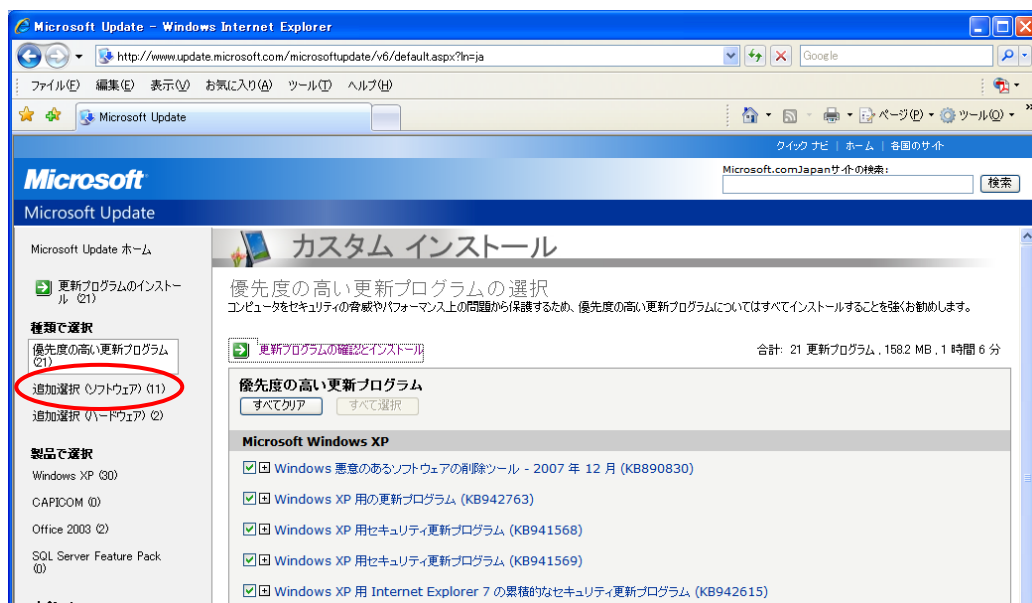 Microsoft Update - Windows Internet Explorer
http://www.update.microsoft.com/microsoftupdate/v6/default.aspx?ln=ja
Google
ファイル(F) 編集(E) 表示(V) お気に入り(A) ツール(T) ヘルプ(H)
Microsoft Update
ページ(P) ツール(O)
クイック ナビ | ホーム | 各国のサイト
Microsoft
Microsoft.comJapanサイトの検索:
検索
Microsoft Update
Microsoft Update ホーム
更新プログラムのインストー
ル (21)
種類で選択
優先度の高い更新プログラム
(21)
追加選択 (ソフトウェア) (11)
追加選択 (ハードウェア) (2)
製品で選択
Windows XP (30)
CAPICOM (0)
Office 2003 (2)
SQL Server Feature Pack
(0)
カスタム インストール
優先度の高い更新プログラムの選択
コンピュータをセキュリティの脅威やパフォーマンス上の問題から保護するため、優先度の高い更新プログラムについてはすべてインストールすることを強くお勧めします。
更新プログラムの確認とインストール
合計: 21 更新プログラム , 158.2 MB , 1 時間 6 分
優先度の高い更新プログラム
すべてクリア すべて選択
Microsoft Windows XP
Windows 悪意のあるソフトウェアの削除ツール - 2007 年 12 月 (KB890830)
Windows XP 用の更新プログラム (KB942763)
Windows XP 用セキュリティ更新プログラム (KB941568)
Windows XP 用セキュリティ更新プログラム (KB941569)
Windows XP 用 Internet Explorer 7 の累積的なセキュリティ更新プログラム (KB942615)